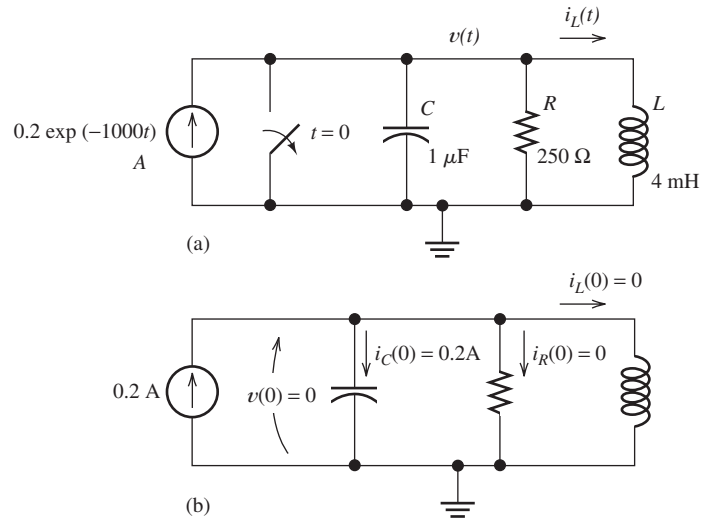 i_L(t)
v(t)
C
R
L
0.2 exp (−1000t)
A
t = 0
1 μF
250 Ω
4 mH
(a)
i_L(0) = 0
i_C(0) = 0.2A
i_R(0) = 0
0.2 A
v(0) = 0
(b)